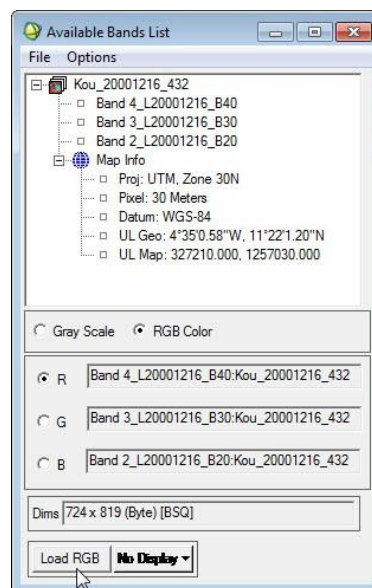 Available Bands List
File Options
Kou_20001216_432
Band 4_L20001216_B40
Band 3_L20001216_B30
Band 2_L20001216_B20
Map Info
Proj: UTM, Zone 30N
Pixel: 30 Meters
Datum: WGS-84
UL Geo: 4°35'0.58"W, 11°22'1.20"N
UL Map: 327210.000, 1257030.000
Gray Scale RGB Color
R Band 4_L20001216_B40:Kou_20001216_432
G Band 3_L20001216_B30:Kou_20001216_432
B Band 2_L20001216_B20:Kou_20001216_432
Dims 724 x 819 (Byte) [BSQ]
Load RGB No Display